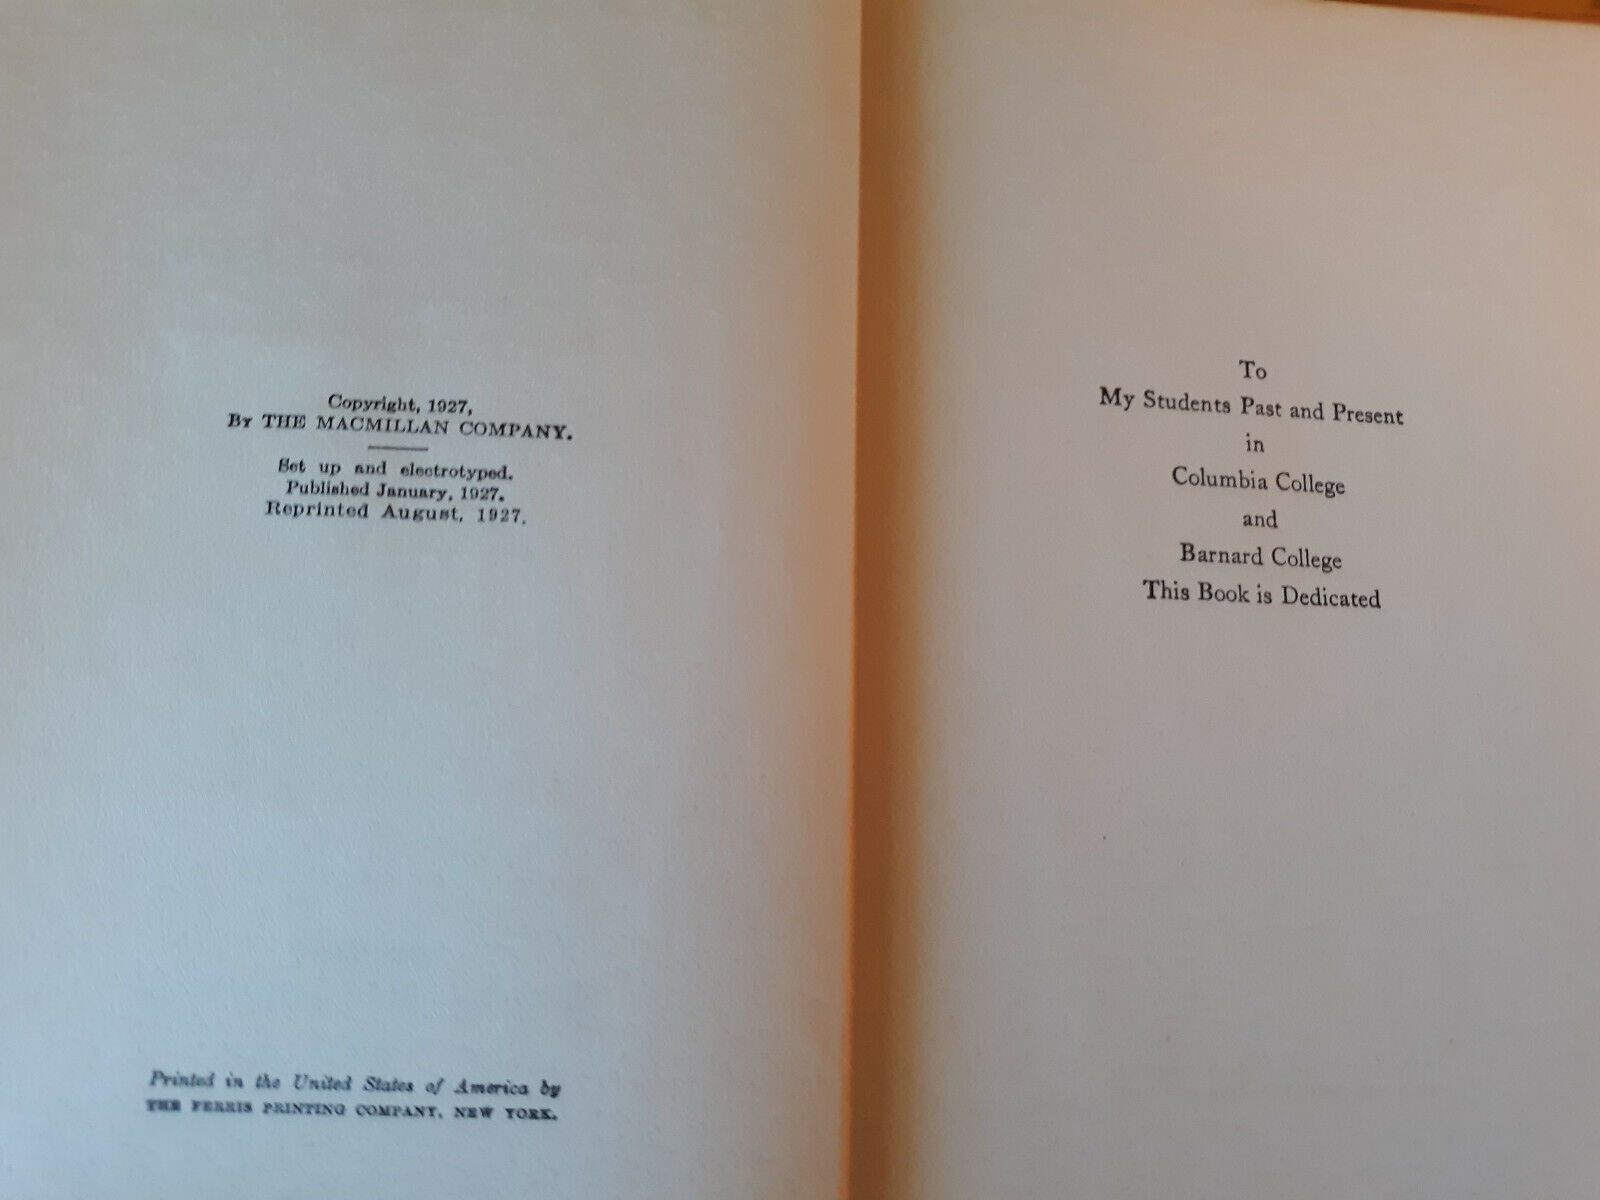 Copyright, 1927,
By THE MACMILLAN COMPANY.
Set up and electrotyped.
Published January, 1927.
Reprinted August, 1927.
Printed in the United States of America by
THE FERRIS PRINTING COMPANY, NEW YORK.
To
My Students Past and Present
in
Columbia College
and
Barnard College
This Book is Dedicated